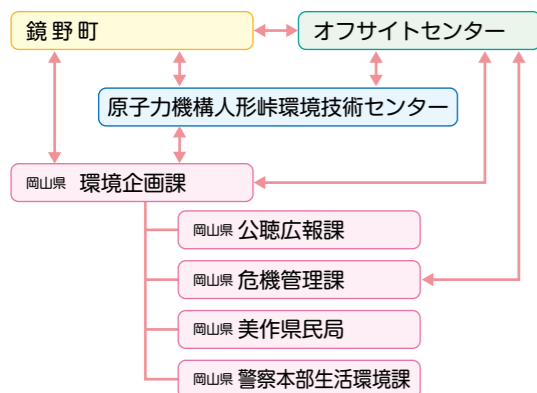 鏡野町
オフサイトセンター
原子力機構人形峠環境技術センター
岡山県 環境企画課
岡山県 公聴広報課
岡山県 危機管理課
岡山県 美作県民局
岡山県 警察本部生活環境課